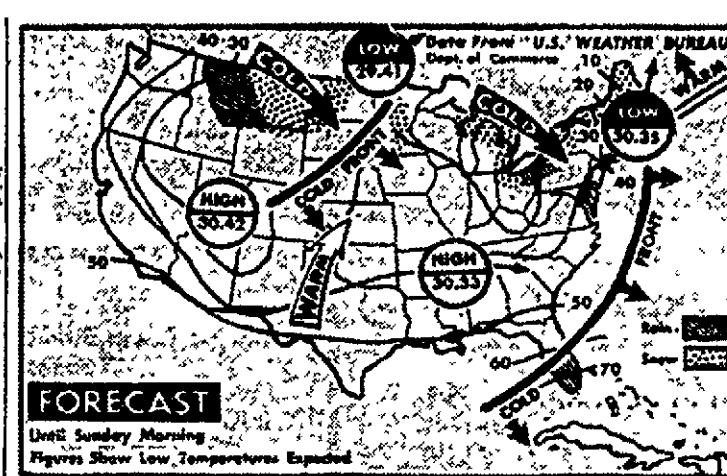 40 30
COLD
LOW
29.41
Data From "U.S. WEATHER BUREAU
Dept. of Commerce
10
20
WARM
COLD
LOW
30
40
COLD FRONT
HIGH
30.42
WARM
HIGH
30.33
50
FRONT
50
60
70
COLD
Rain
Snow
FORECAST
Until Sunday Morning
Figures Show Low Temperatures Expected